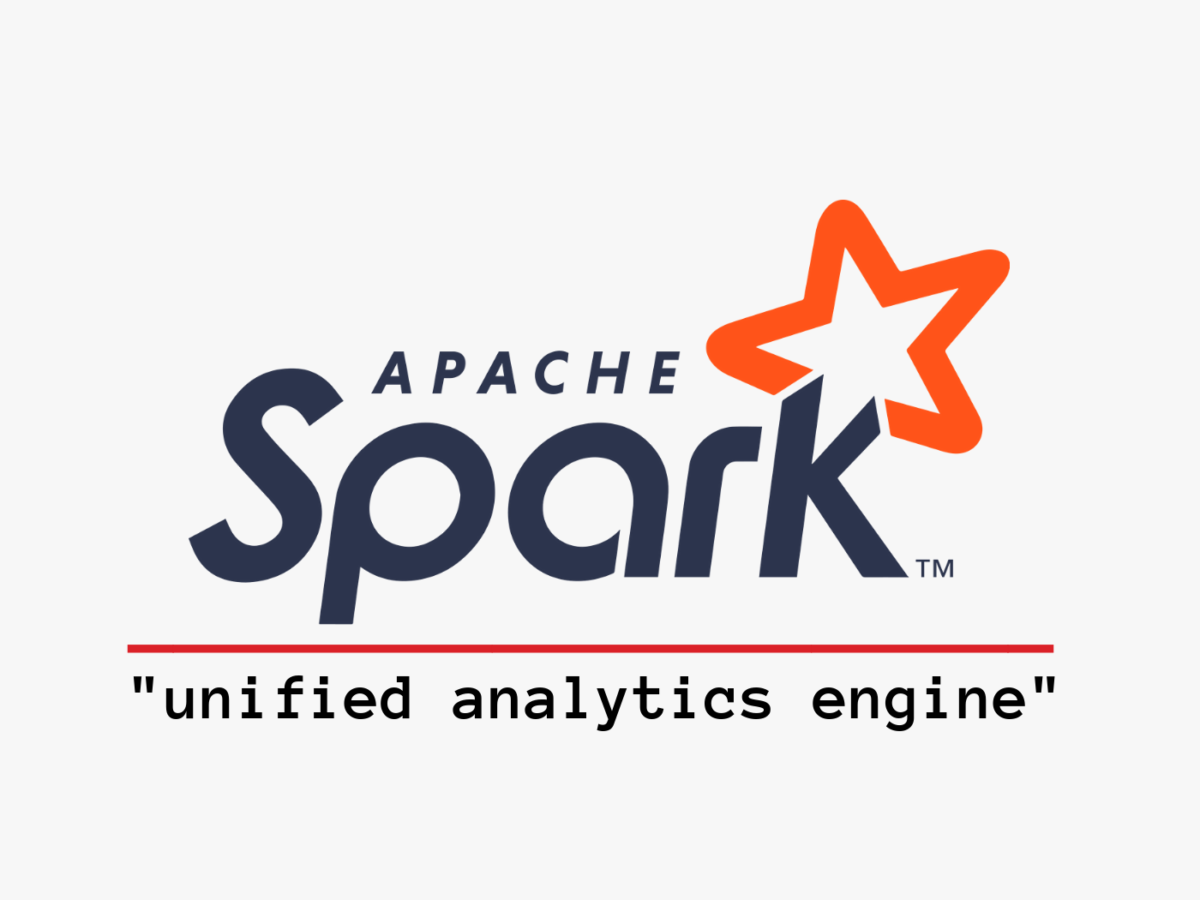 APACHE
Spark™
"unified analytics engine"